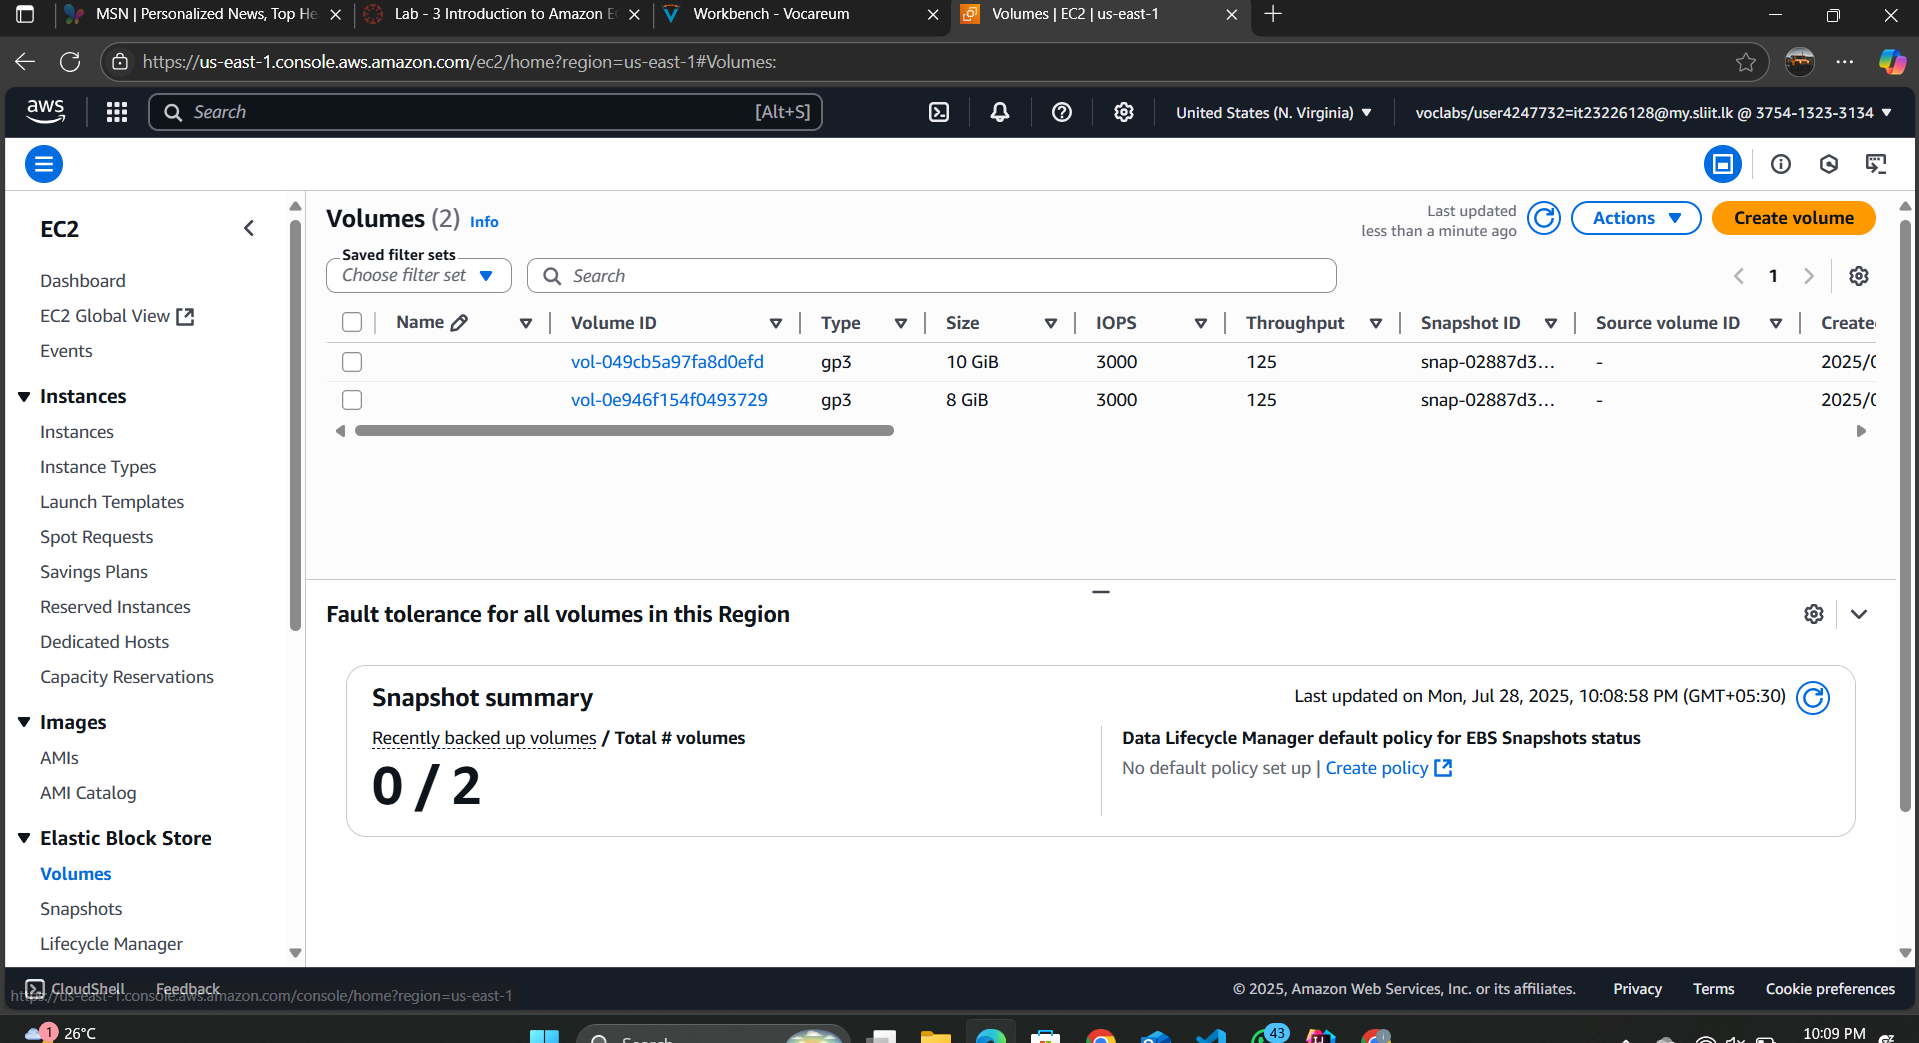 MSN | Personalized News, Top He
Lab - 3 Introduction to Amazon E
Workbench - Vocareum
Volumes | EC2 | us-east-1
https://us-east-1.console.aws.amazon.com/ec2/home?region=us-east-1#Volumes:
aws
Search
[Alt+S]
United States (N. Virginia)
voclabs/user4247732=it23226128@my.sliit.lk @ 3754-1323-3134
EC2
Dashboard
EC2 Global View
Events
Instances
Instances
Instance Types
Launch Templates
Spot Requests
Savings Plans
Reserved Instances
Dedicated Hosts
Capacity Reservations
Images
AMIs
AMI Catalog
Elastic Block Store
Volumes
Snapshots
Lifecycle Manager
Volumes (2) Info
Last updated
less than a minute ago
Actions
Create volume
Saved filter sets
Choose filter set
Search
1
Name Volume ID Type Size IOPS Throughput Snapshot ID Source volume ID Create
vol-049cb5a97fa8d0efd gp3 10 GiB 3000 125 snap-02887d3... - 2025/0
vol-0e946f154f0493729 gp3 8 GiB 3000 125 snap-02887d3... - 2025/0
Fault tolerance for all volumes in this Region
Snapshot summary
Last updated on Mon, Jul 28, 2025, 10:08:58 PM (GMT+05:30)
Recently backed up volumes / Total # volumes
0 / 2
Data Lifecycle Manager default policy for EBS Snapshots status
No default policy set up | Create policy
CloudShell Feedback
https://us-east-1.console.aws.amazon.com/console/home?region=us-east-1
© 2025, Amazon Web Services, Inc. or its affiliates. Privacy Terms Cookie preferences
1
26°C
Search
43
10:09 PM